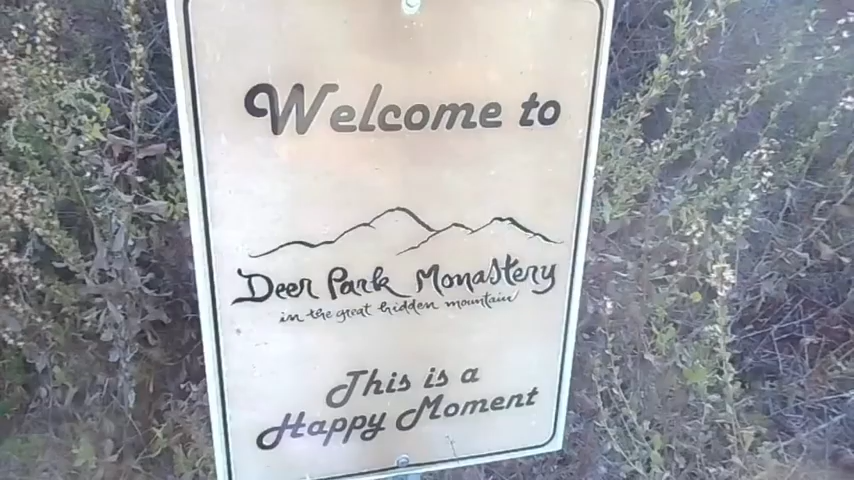 Welcome to
Deer Park Monastery
in the great hidden mountain
This is a
Happy Moment